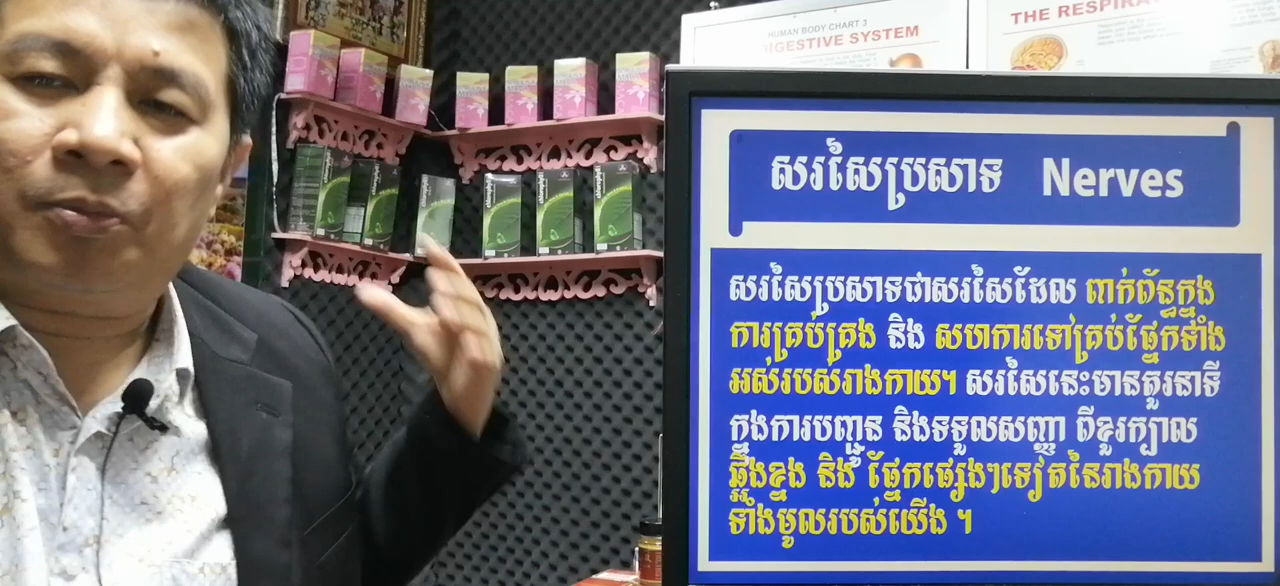 HUMAN BODY CHART 3
DIGESTIVE SYSTEM
THE RESPIRA
សរសៃប្រសាទ Nerves
សរសៃប្រសាទជាសរសៃដែល ពាក់ព័ន្ធក្នុង
ការគ្រប់គ្រង និង សហការទៅគ្រប់ផ្នែកទាំង
អស់របស់រាងកាយ។ សរសៃនេះមានតួរនាទី
ក្នុងការបញ្ជូន និងទទួលសញ្ញា ពីខួរក្បាល
ឆ្អឹងខ្នង និង ផ្នែកផ្សេងៗទៀតនៃរាងកាយ
ទាំងមូលរបស់យើង ។